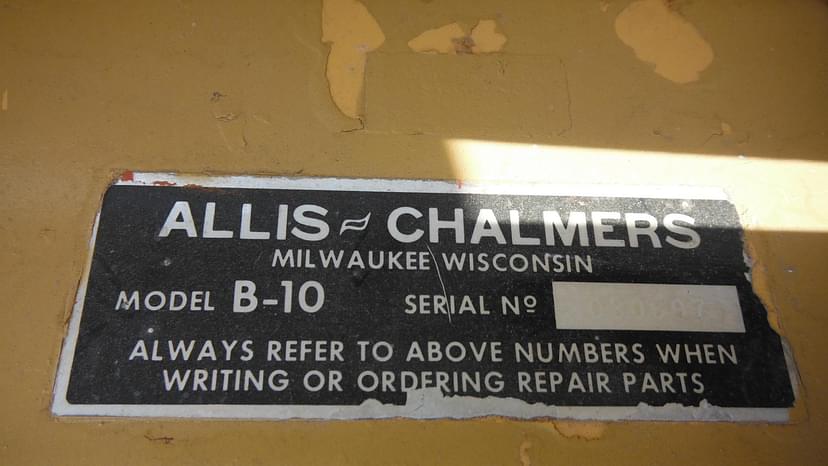 ALLIS-CHALMERS
MILWAUKEE WISCONSIN
MODEL B-10 SERIAL Nº
ALWAYS REFER TO ABOVE NUMBERS WHEN
WRITING OR ORDERING REPAIR PARTS